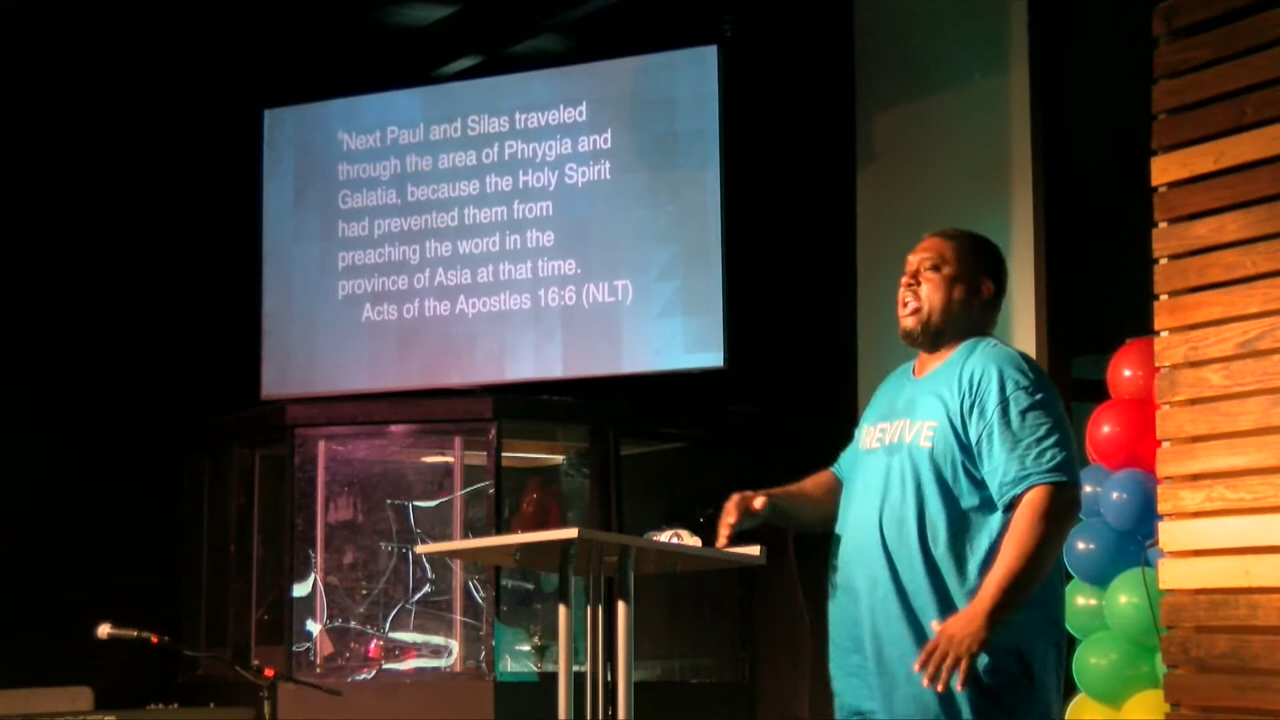 ⁶Next Paul and Silas traveled
through the area of Phrygia and
Galatia, because the Holy Spirit
had prevented them from
preaching the word in the
province of Asia at that time.
Acts of the Apostles 16:6 (NLT)
REVIVE